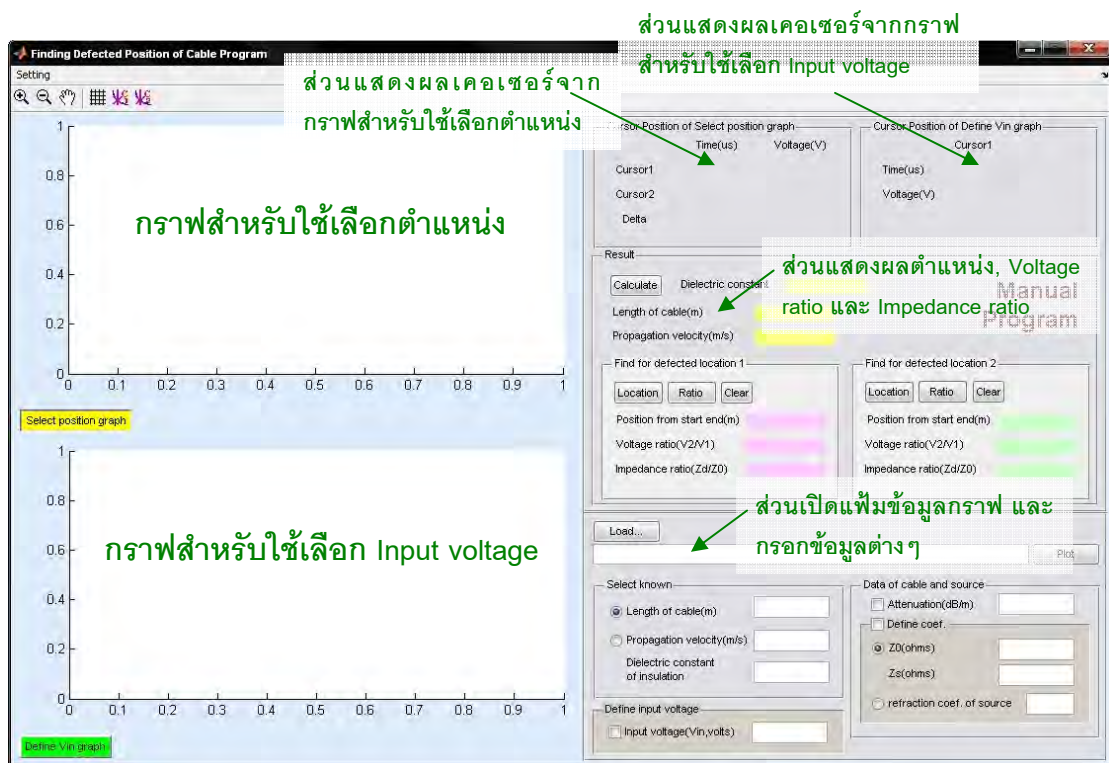 ส่วนแสดงผลเคอเซอร์จากกราฟ
สำหรับใช้เลือก Input voltage
Finding Defected Position of Cable Program
Setting
ส่วนแสดงผลเคอเซอร์จาก
กราฟสำหรับใช้เลือกตำแหน่ง
Cursor Position of Select position graph
Time(us) Voltage(V)
Cursor1
Cursor2
Delta
Cursor Position of Define Vin graph
Cursor1
Time(us)
Voltage(V)
1
0.8
0.6
0.4
0.2
0
0 0.1 0.2 0.3 0.4 0.5 0.6 0.7 0.8 0.9 1
กราฟสำหรับใช้เลือกตำแหน่ง
Select position graph
Result
Calculate Dielectric constant
Length of cable(m)
Propagation velocity(m/s)
ส่วนแสดงผลตำแหน่ง, Voltage
ratio และ Impedance ratio
Manual
Program
Find for defected location 1
Location Ratio Clear
Position from start end(m)
Voltage ratio(V2/V1)
Impedance ratio(Zd/Z0)
Find for defected location 2
Location Ratio Clear
Position from start end(m)
Voltage ratio(V2/V1)
Impedance ratio(Zd/Z0)
1
0.8
0.6
0.4
0.2
0
0 0.1 0.2 0.3 0.4 0.5 0.6 0.7 0.8 0.9 1
กราฟสำหรับใช้เลือก Input voltage
Define Vin graph
ส่วนเปิดแฟ้มข้อมูลกราฟ และ
กรอกข้อมูลต่างๆ
Load...
Plot
Select known
Length of cable(m)
Propagation velocity(m/s)
Dielectric constant
of insulation
Define input voltage
Input voltage(Vin,volts)
Data of cable and source
Attenuation(dB/m)
Define coef.
Z0(ohms)
Zs(ohms)
refraction coef. of source